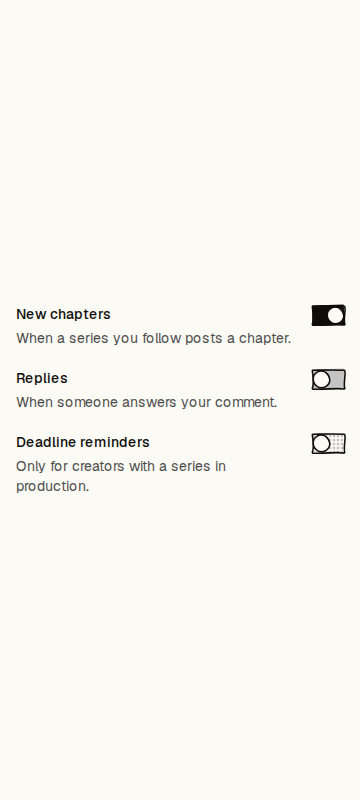 New chapters
When a series you follow posts a chapter.
Replies
When someone answers your comment.
Deadline reminders
Only for creators with a series in
production.